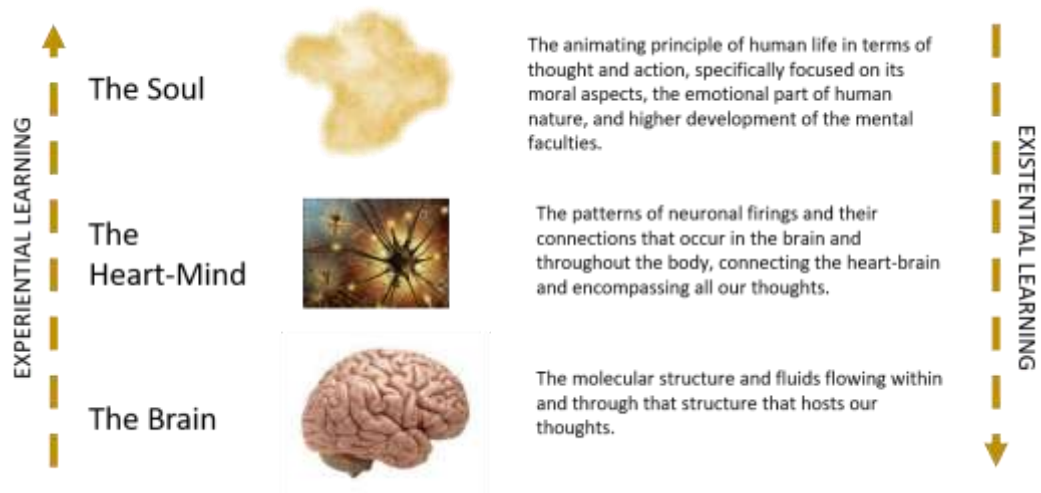 EXPERIENTIAL LEARNING
The Soul
The animating principle of human life in terms of
thought and action, specifically focused on its
moral aspects, the emotional part of human
nature, and higher development of the mental
faculties.
The
Heart-Mind
The patterns of neuronal firings and their
connections that occur in the brain and
throughout the body, connecting the heart-brain
and encompassing all our thoughts.
The Brain
The molecular structure and fluids flowing within
and through that structure that hosts our
thoughts.
EXISTENTIAL LEARNING